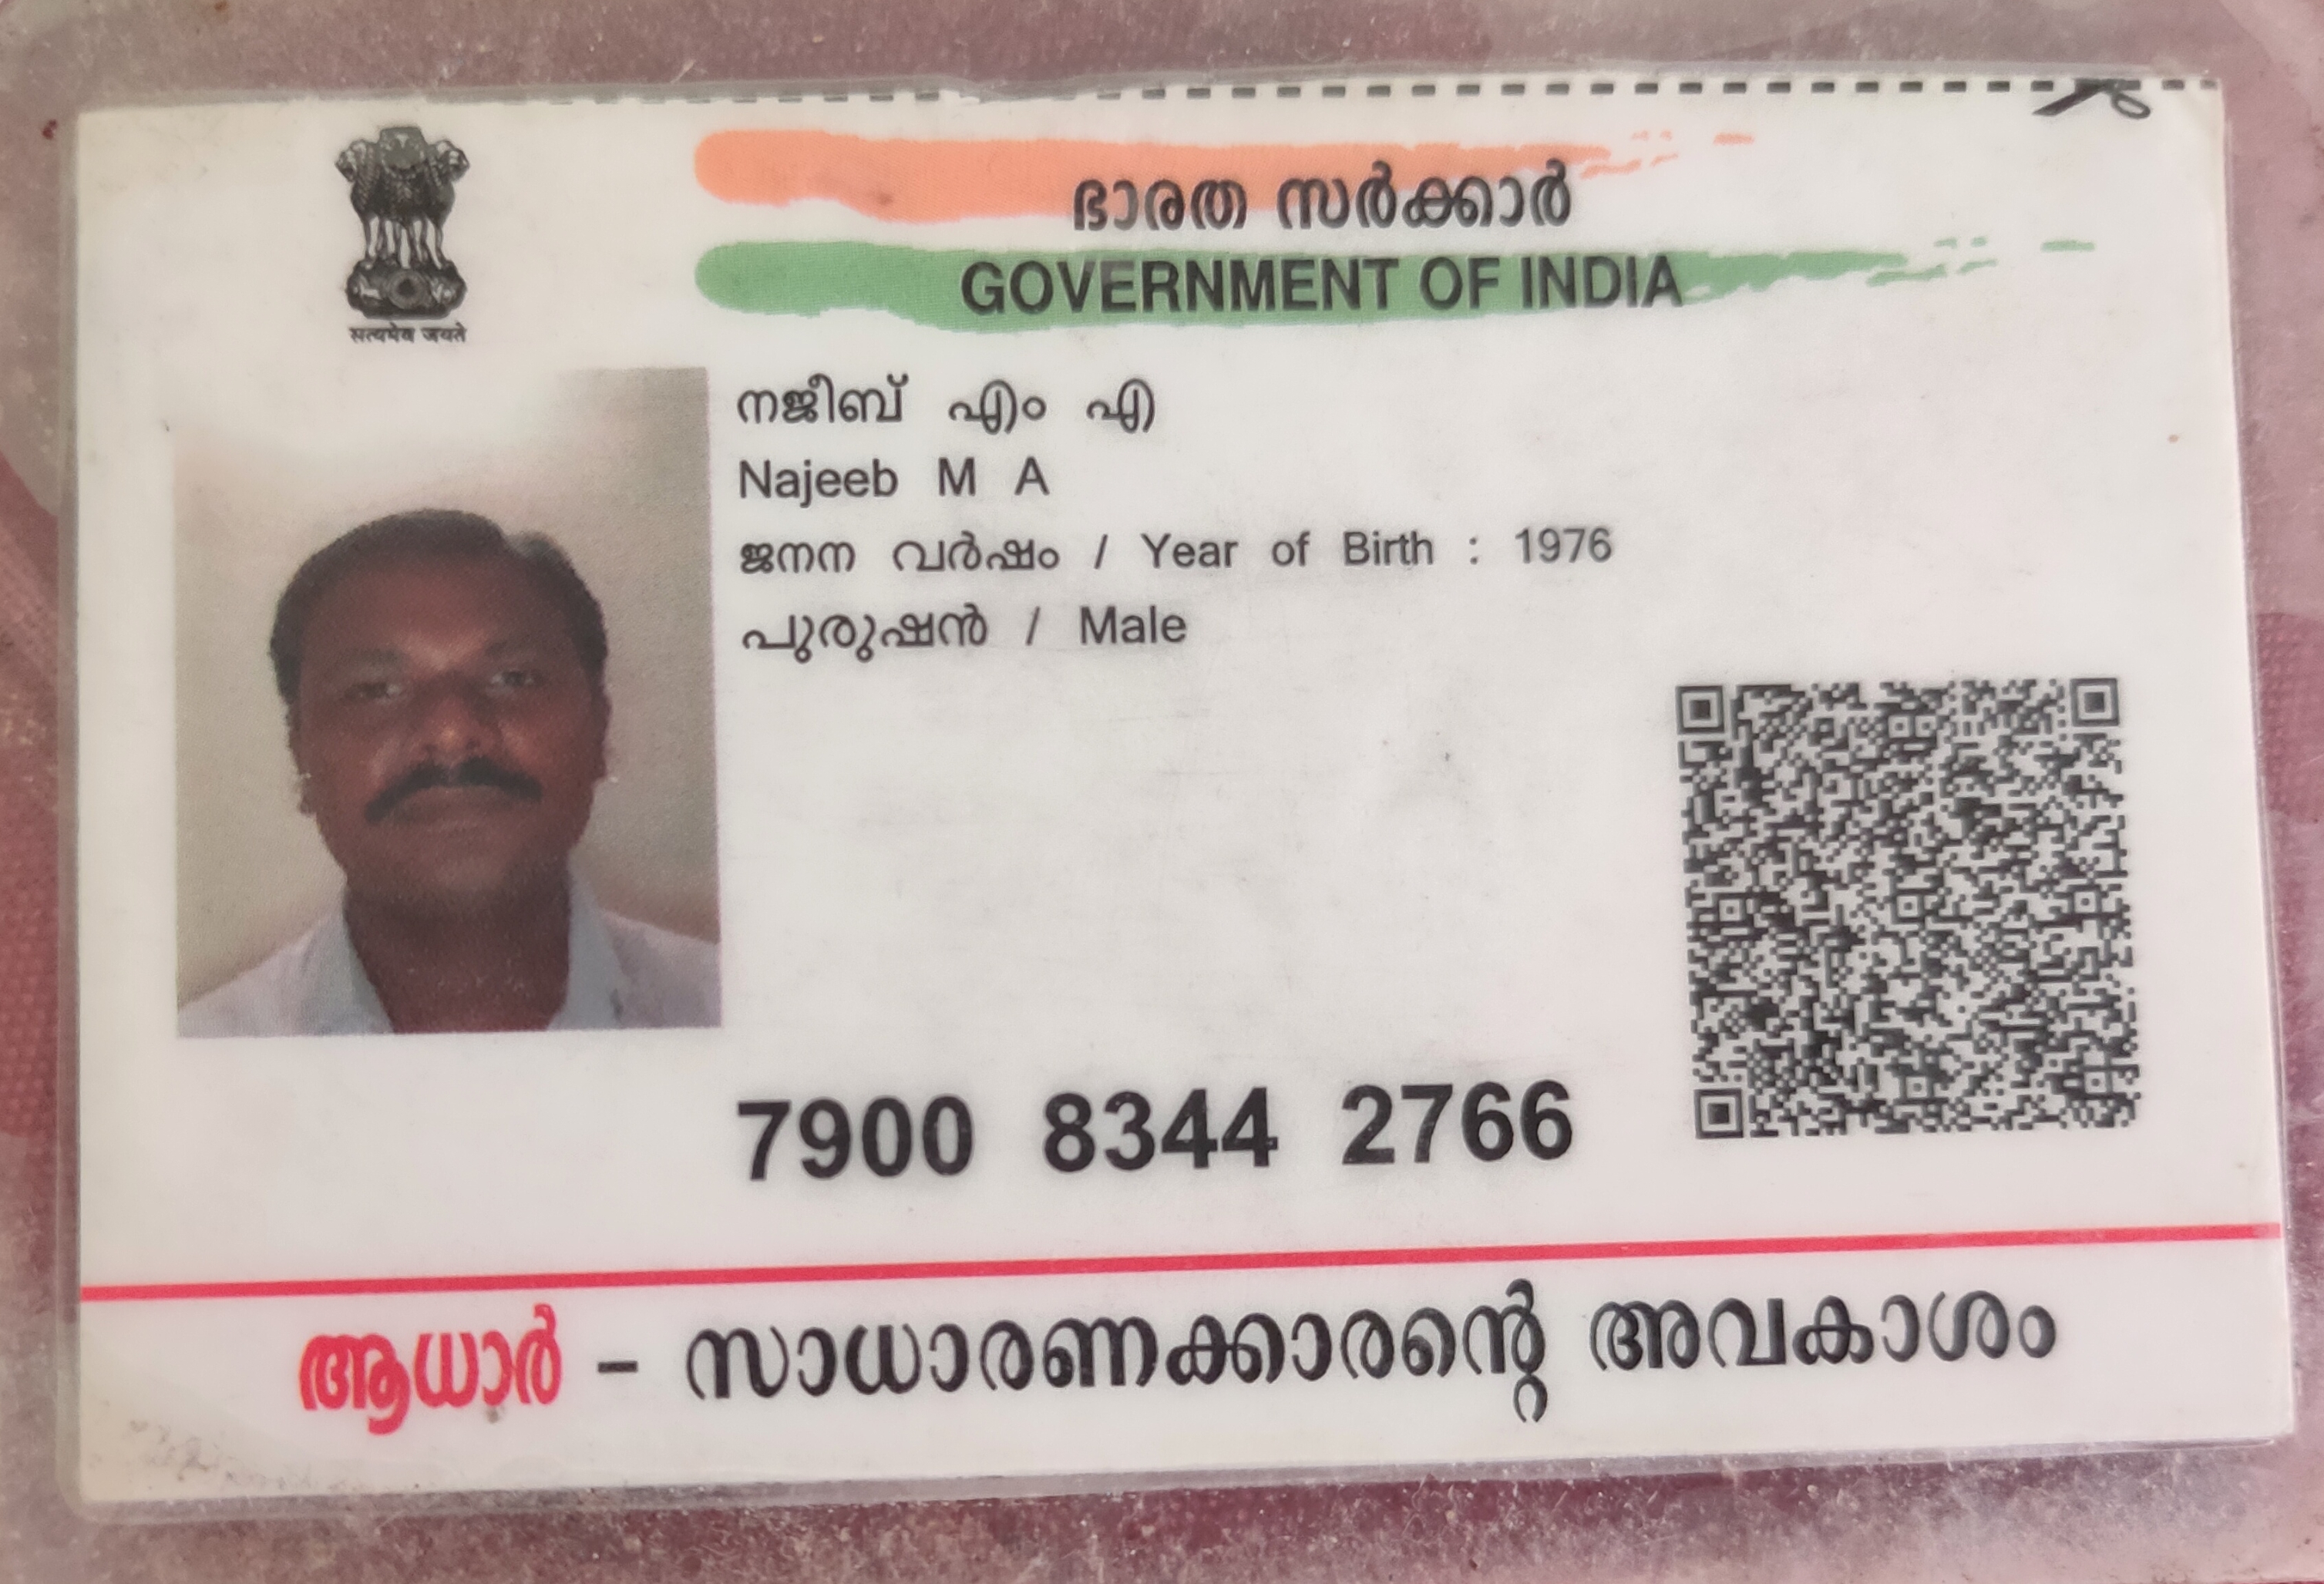 ഭാരത സർക്കാർ
GOVERNMENT OF INDIA
सत्यमेव जयते
നജീബ് എം എ
Najeeb M A
ജനന വർഷം / Year of Birth : 1976
പുരുഷൻ / Male
7900 8344 2766
ആധാർ - സാധാരണക്കാരന്റെ അവകാശം